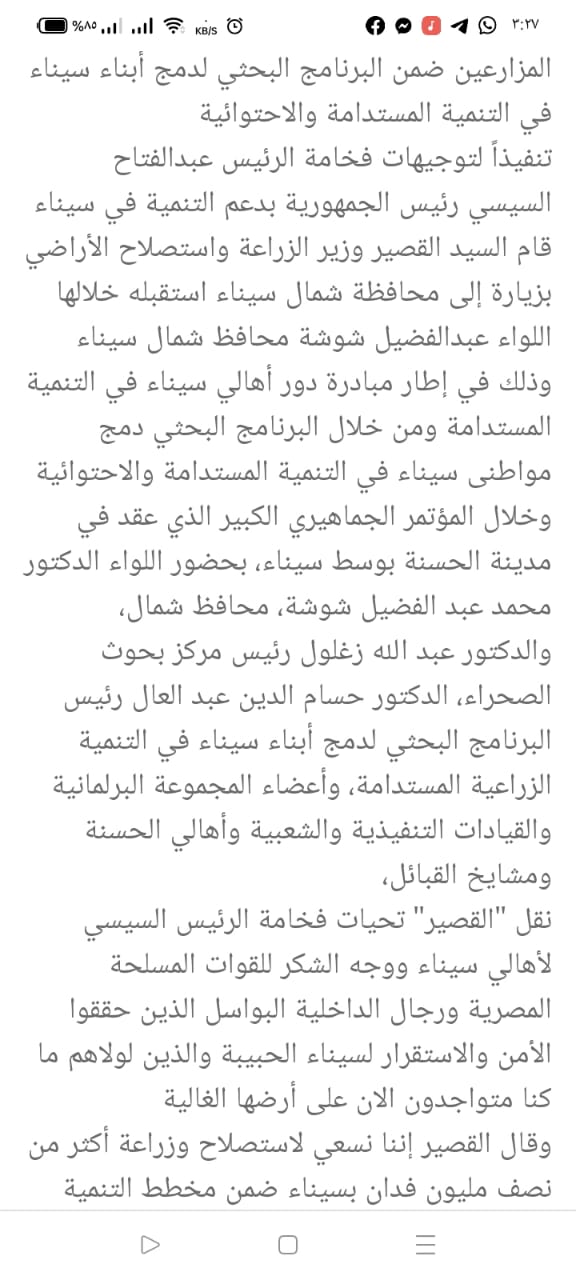 %٨٥ KB/s ٣:٢٧
المزارعين ضمن البرنامج البحثي لدمج أبناء سيناء
في التنمية المستدامة والاحتوائية
تنفيذاً لتوجيهات فخامة الرئيس عبدالفتاح
السيسي رئيس الجمهورية بدعم التنمية في سيناء
قام السيد القصير وزير الزراعة واستصلاح الأراضي
بزيارة إلى محافظة شمال سيناء استقبله خلالها
اللواء عبدالفضيل شوشة محافظ شمال سيناء
وذلك في إطار مبادرة دور أهالي سيناء في التنمية
المستدامة ومن خلال البرنامج البحثي دمج
مواطنى سيناء في التنمية المستدامة والاحتوائية
وخلال المؤتمر الجماهيري الكبير الذي عقد في
مدينة الحسنة بوسط سيناء، بحضور اللواء الدكتور
محمد عبد الفضيل شوشة، محافظ شمال،
والدكتور عبد الله زغلول رئيس مركز بحوث
الصحراء، الدكتور حسام الدين عبد العال رئيس
البرنامج البحثي لدمج أبناء سيناء في التنمية
الزراعية المستدامة، وأعضاء المجموعة البرلمانية
والقيادات التنفيذية والشعبية وأهالي الحسنة
ومشايخ القبائل،
نقل "القصير" تحيات فخامة الرئيس السيسي
لأهالي سيناء ووجه الشكر للقوات المسلحة
المصرية ورجال الداخلية البواسل الذين حققوا
الأمن والاستقرار لسيناء الحبيبة والذين لولاهم ما
كنا متواجدون الان على أرضها الغالية
وقال القصير إننا نسعي لاستصلاح وزراعة أكثر من
نصف مليون فدان بسيناء ضمن مخطط التنمية